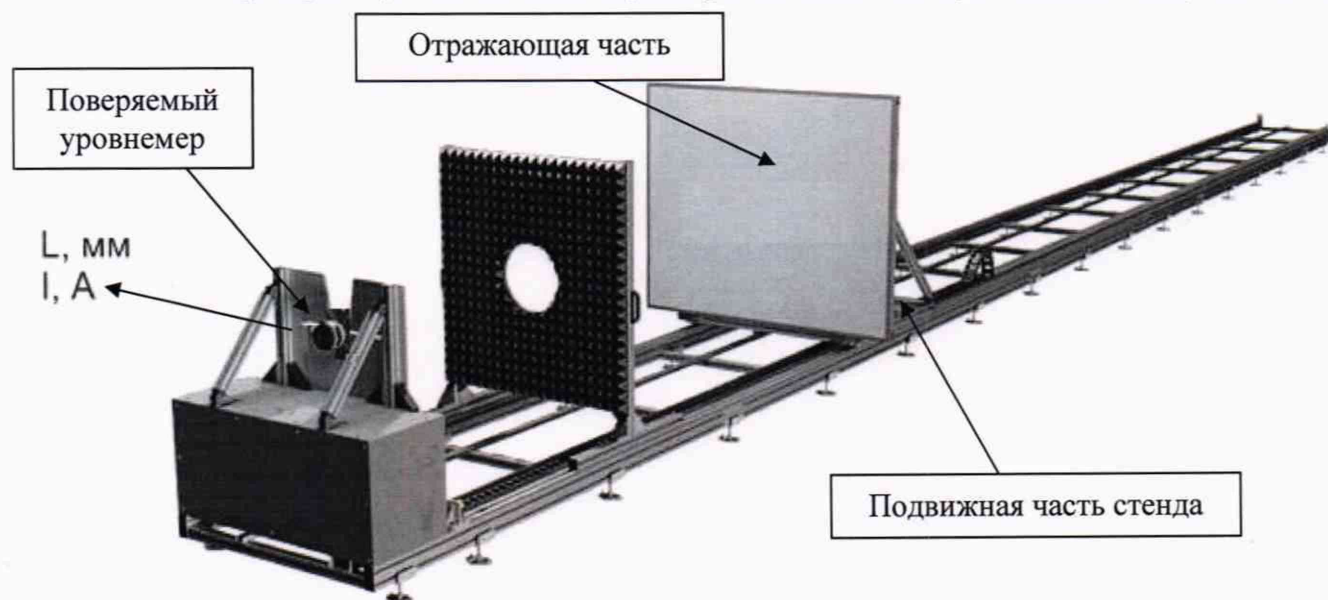 Отражающая часть
Поверяемый
уровнемер
L, мм
I, А
Подвижная часть стенда